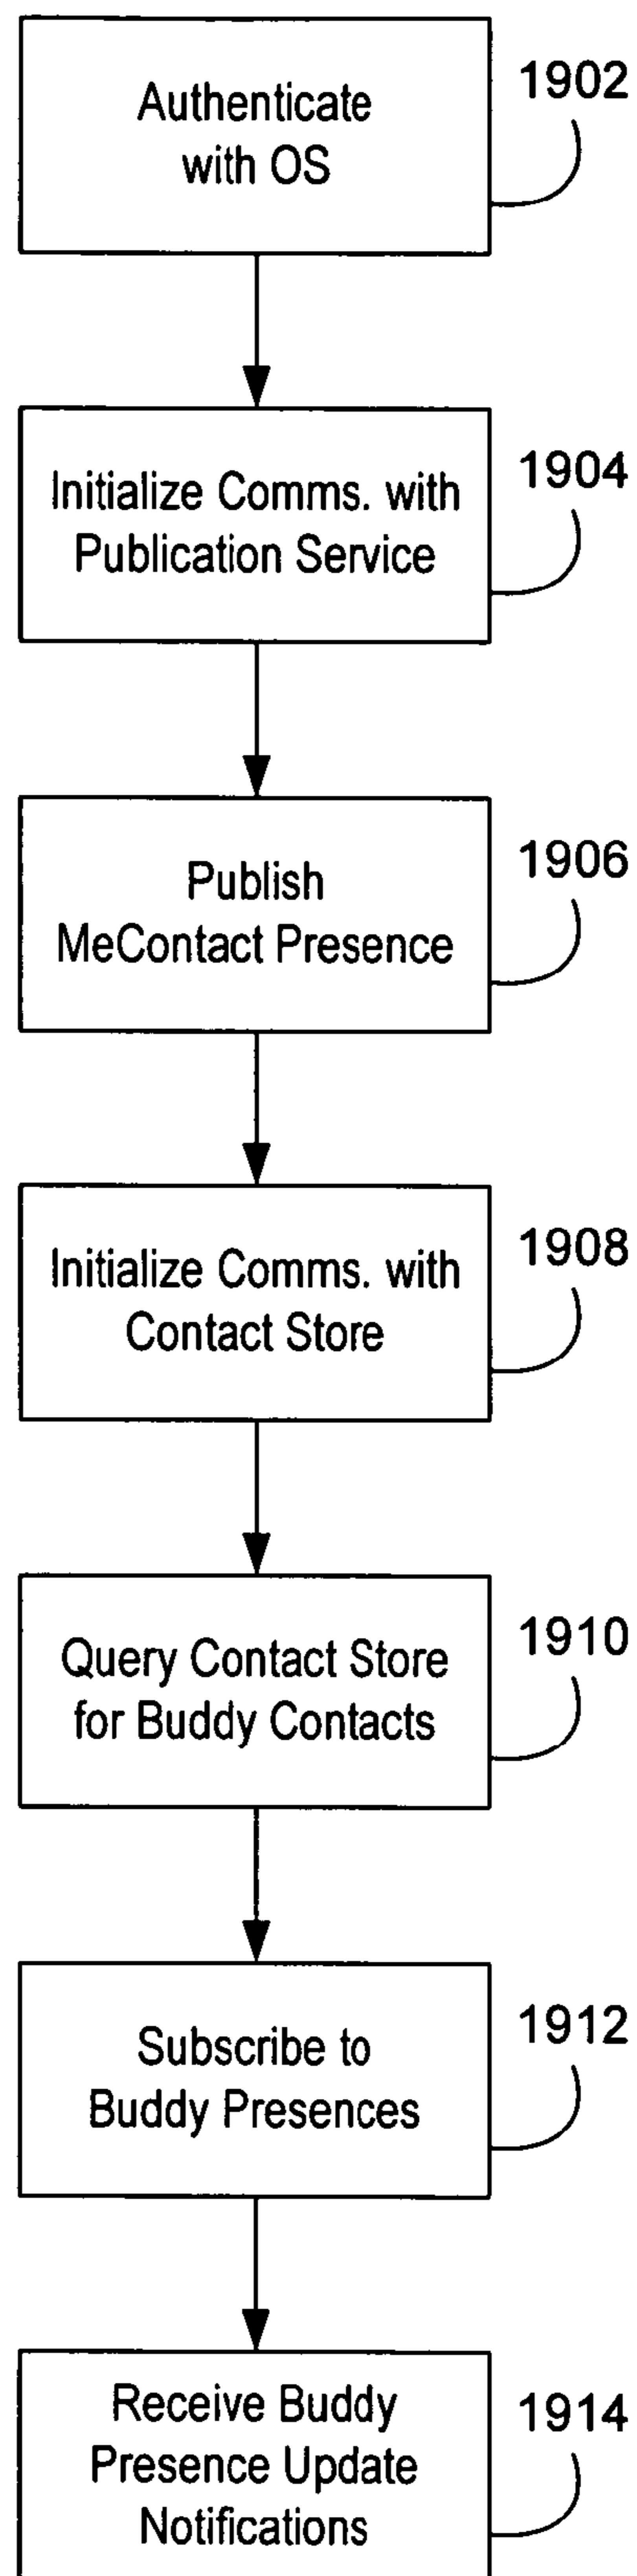 Authenticate
with OS
1902
Initialize Comms. with
Publication Service
1904
Publish
MeContact Presence
1906
Initialize Comms. with
Contact Store
1908
Query Contact Store
for Buddy Contacts
1910
Subscribe to
Buddy Presences
1912
Receive Buddy
Presence Update
Notifications
1914